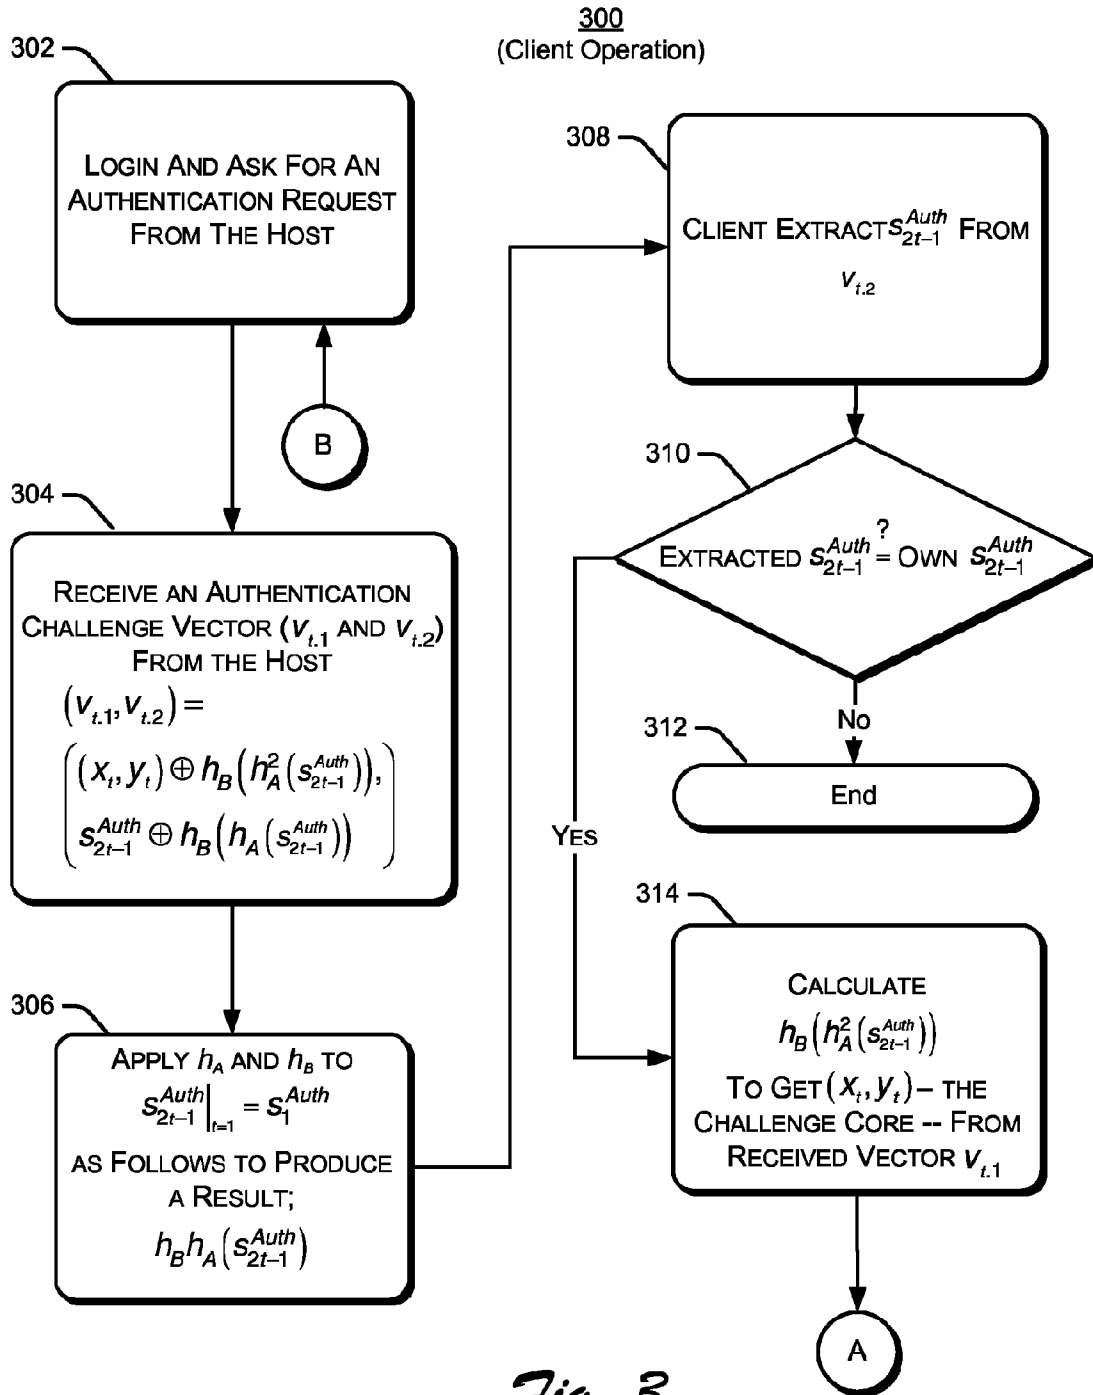 300
(Client Operation)
302
LOGIN AND ASK FOR AN
AUTHENTICATION REQUEST
FROM THE HOST
B
304
RECEIVE AN AUTHENTICATION
CHALLENGE VECTOR (v_{t.1} AND v_{t.2})
FROM THE HOST
(v_{t.1}, v_{t.2}) =
((x_t, y_t) ⊕ h_B(h_A^2(s_{2t-1}^{Auth})),
s_{2t-1}^{Auth} ⊕ h_B(h_A(s_{2t-1}^{Auth})))
306
APPLY h_A AND h_B TO
s_{2t-1}^{Auth}|_{t=1} = s_1^{Auth}
AS FOLLOWS TO PRODUCE
A RESULT;
h_B h_A(s_{2t-1}^{Auth})
308
CLIENT EXTRACT s_{2t-1}^{Auth} FROM
v_{t.2}
310
?
EXTRACTED s_{2t-1}^{Auth} = OWN s_{2t-1}^{Auth}
No
312
End
YES
314
CALCULATE
h_B(h_A^2(s_{2t-1}^{Auth}))
TO GET (x_t, y_t) – THE
CHALLENGE CORE -- FROM
RECEIVED VECTOR v_{t.1}
A
Fig. 3